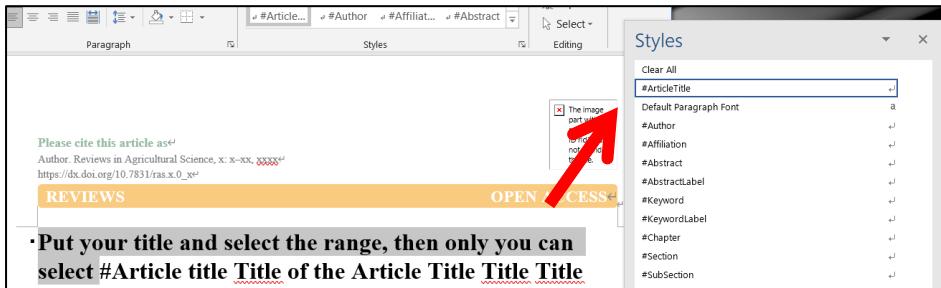 #Article... #Author #Affiliat... #Abstract
Select
Paragraph Styles Editing
Styles
Clear All
#ArticleTitle
Default Paragraph Font a
#Author
#Affiliation
#Abstract
#AbstractLabel
#Keyword
#KeywordLabel
#Chapter
#Section
#SubSection
The image
part
not
Please cite this article as
Author. Reviews in Agricultural Science, x: x–xx, xxxx
https://dx.doi.org/10.7831/ras.x.0_x
REVIEWS OPEN ACCESS
Put your title and select the range, then only you can
select #Article title Title of the Article Title Title Title